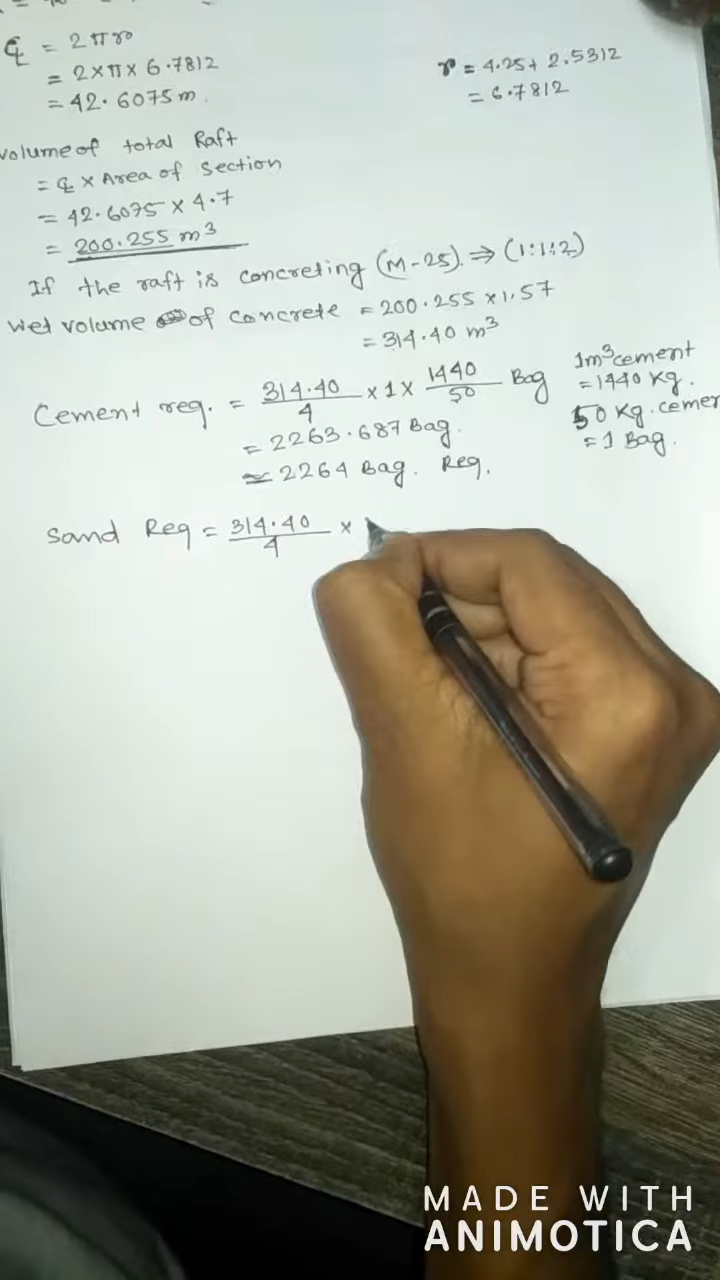 ℄ = 2πr
= 2×π× 6.7812
= 42.6075m.
r = 4.25+ 2.5312
= 6.7812
Volume of total Raft
= ℄ × Area of Section
= 42.6075 × 4.7
= 200.255 m³
If the raft is concreting (M-25). ⇒ (1:1:2)
Wet volume of concrete = 200.255 ×1.57
= 314.40 m³
Cement req. = 314.40/4 ×1× 1440/50 Bag
= 2263.687 Bag.
≃ 2264 Bag. Req.
1m³ cement
= 1440 Kg.
50 Kg. cemen
= 1 Bag.
Sand Req = 314.40/4 ×
MADE WITH
ANIMOTICA